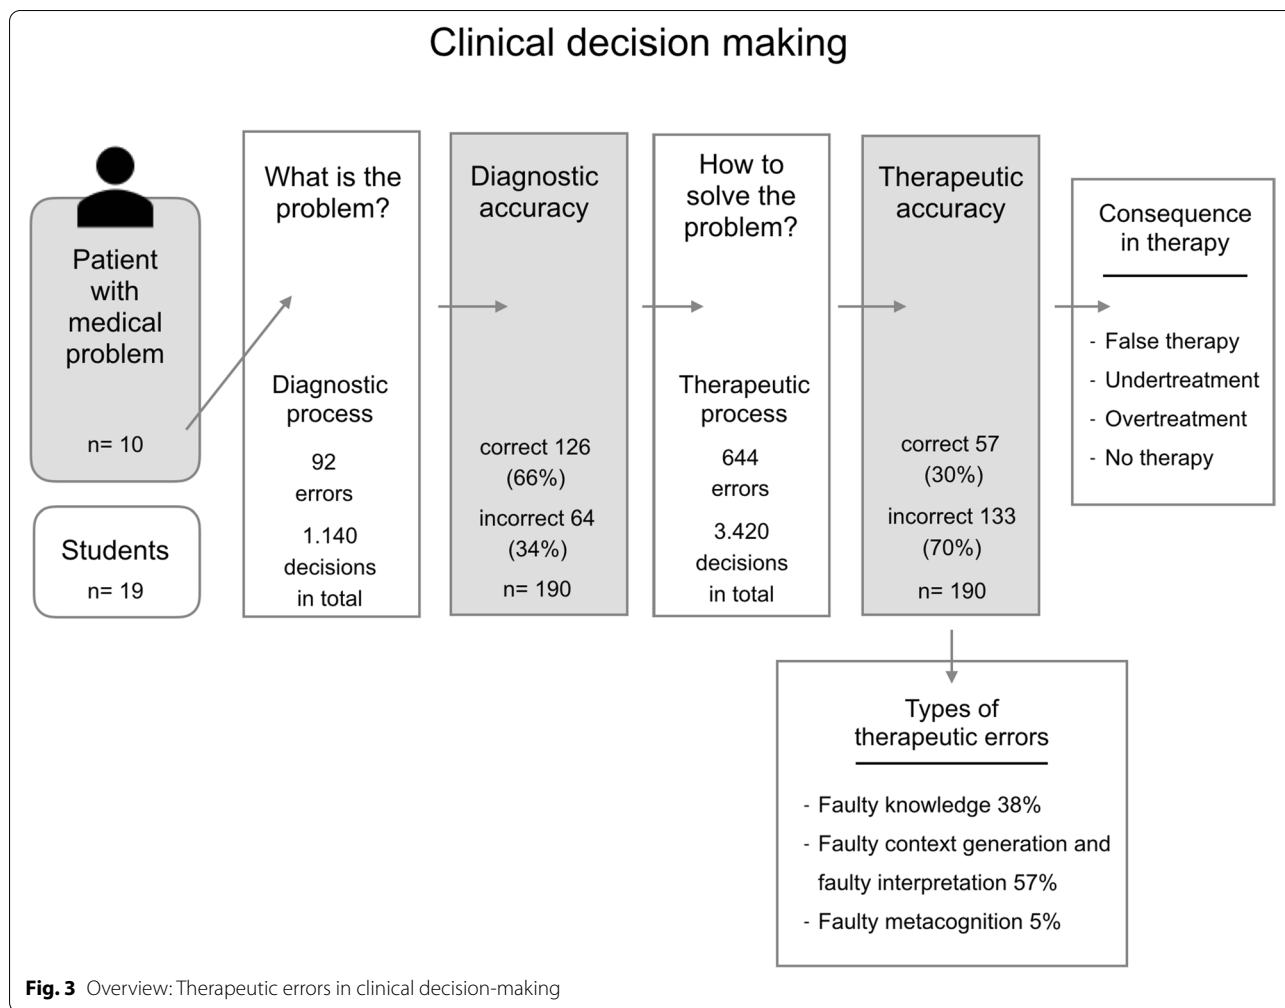 Clinical decision making
Patient
with
medical
problem
n= 10
Students
n= 19
What is the
problem?
Diagnostic
process
92
errors
1.140
decisions
in total
Diagnostic
accuracy
correct 126
(66%)
incorrect 64
(34%)
n= 190
How to
solve the
problem?
Therapeutic
process
644
errors
3.420
decisions
in total
Therapeutic
accuracy
correct 57
(30%)
incorrect 133
(70%)
n= 190
Consequence
in therapy
- False therapy
- Undertreatment
- Overtreatment
- No therapy
Types of
therapeutic errors
- Faulty knowledge 38%
- Faulty context generation and
faulty interpretation 57%
- Faulty metacognition 5%
Fig. 3 Overview: Therapeutic errors in clinical decision-making